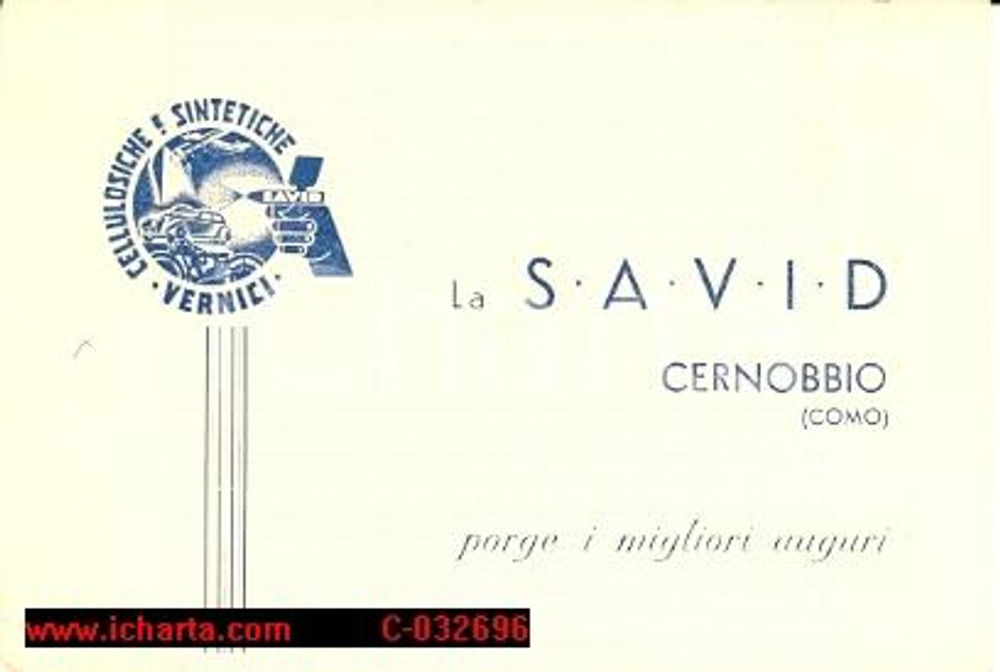 CELLULOSICHE E SINTETICHE
SAVID
· VERNICI ·
La S·A·V·I·D
CERNOBBIO
(COMO)
porge i migliori auguri
www.icharta.com C-032696